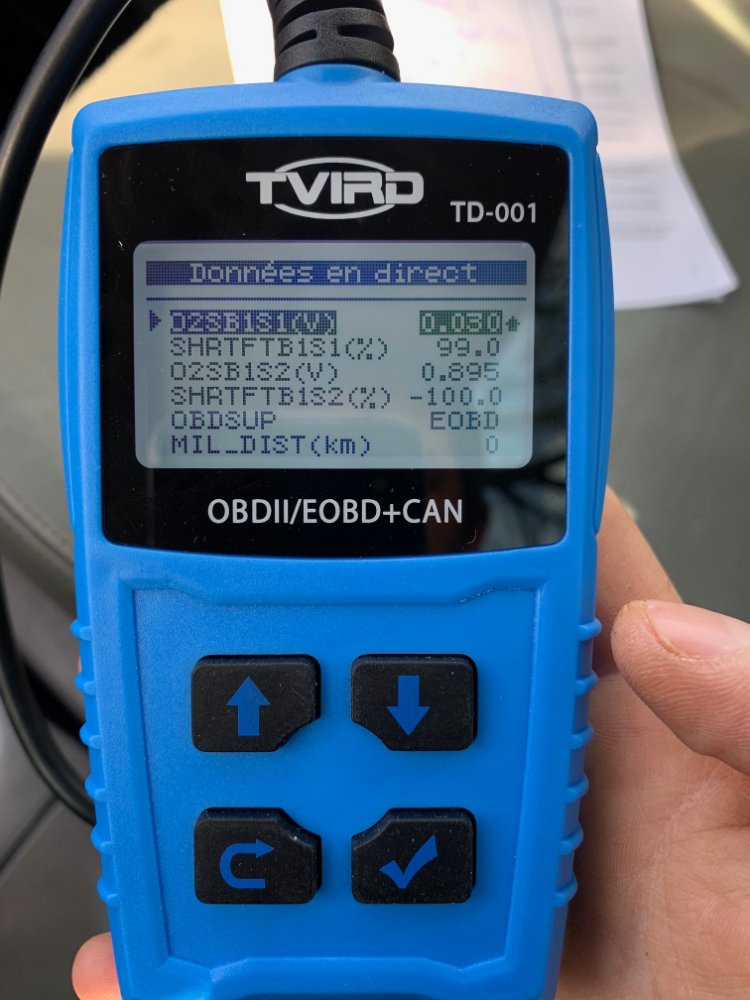 TVIRD
TD-001
Données en direct
O2SB1S1(V) 0.030
SHRTFTB1S1(%) 99.0
O2SB1S2(V) 0.895
SHRTFTB1S2(%) -100.0
OBDSUP EOBD
MIL_DIST(km) 0
OBDII/EOBD+CAN